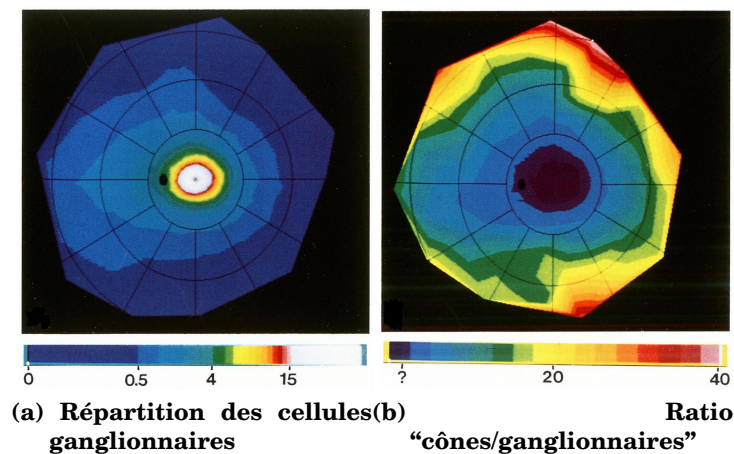 0 0.5 4 15
? 20 40
(a) Répartition des cellules
ganglionnaires
(b) Ratio
“cônes/ganglionnaires”